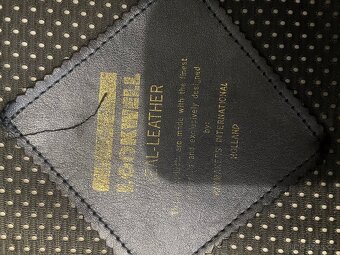 LOOKWELL
AL-LEATHER
are made with the finest
and exclusively designed
by:
INTERNATIONAL
HOLLAND